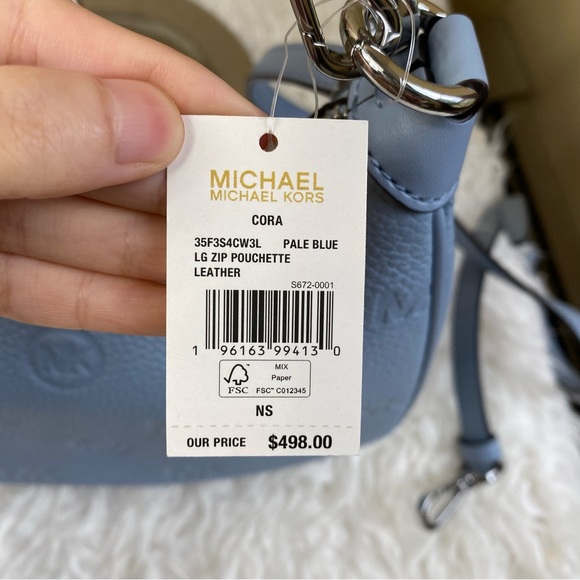 MICHAEL
MICHAEL KORS
CORA
35F3S4CW3L PALE BLUE
LG ZIP POUCHETTE
LEATHER
S672-0001
1 96163 99413 0
FSC
MIX
Paper
FSC™ C012345
NS
OUR PRICE $498.00